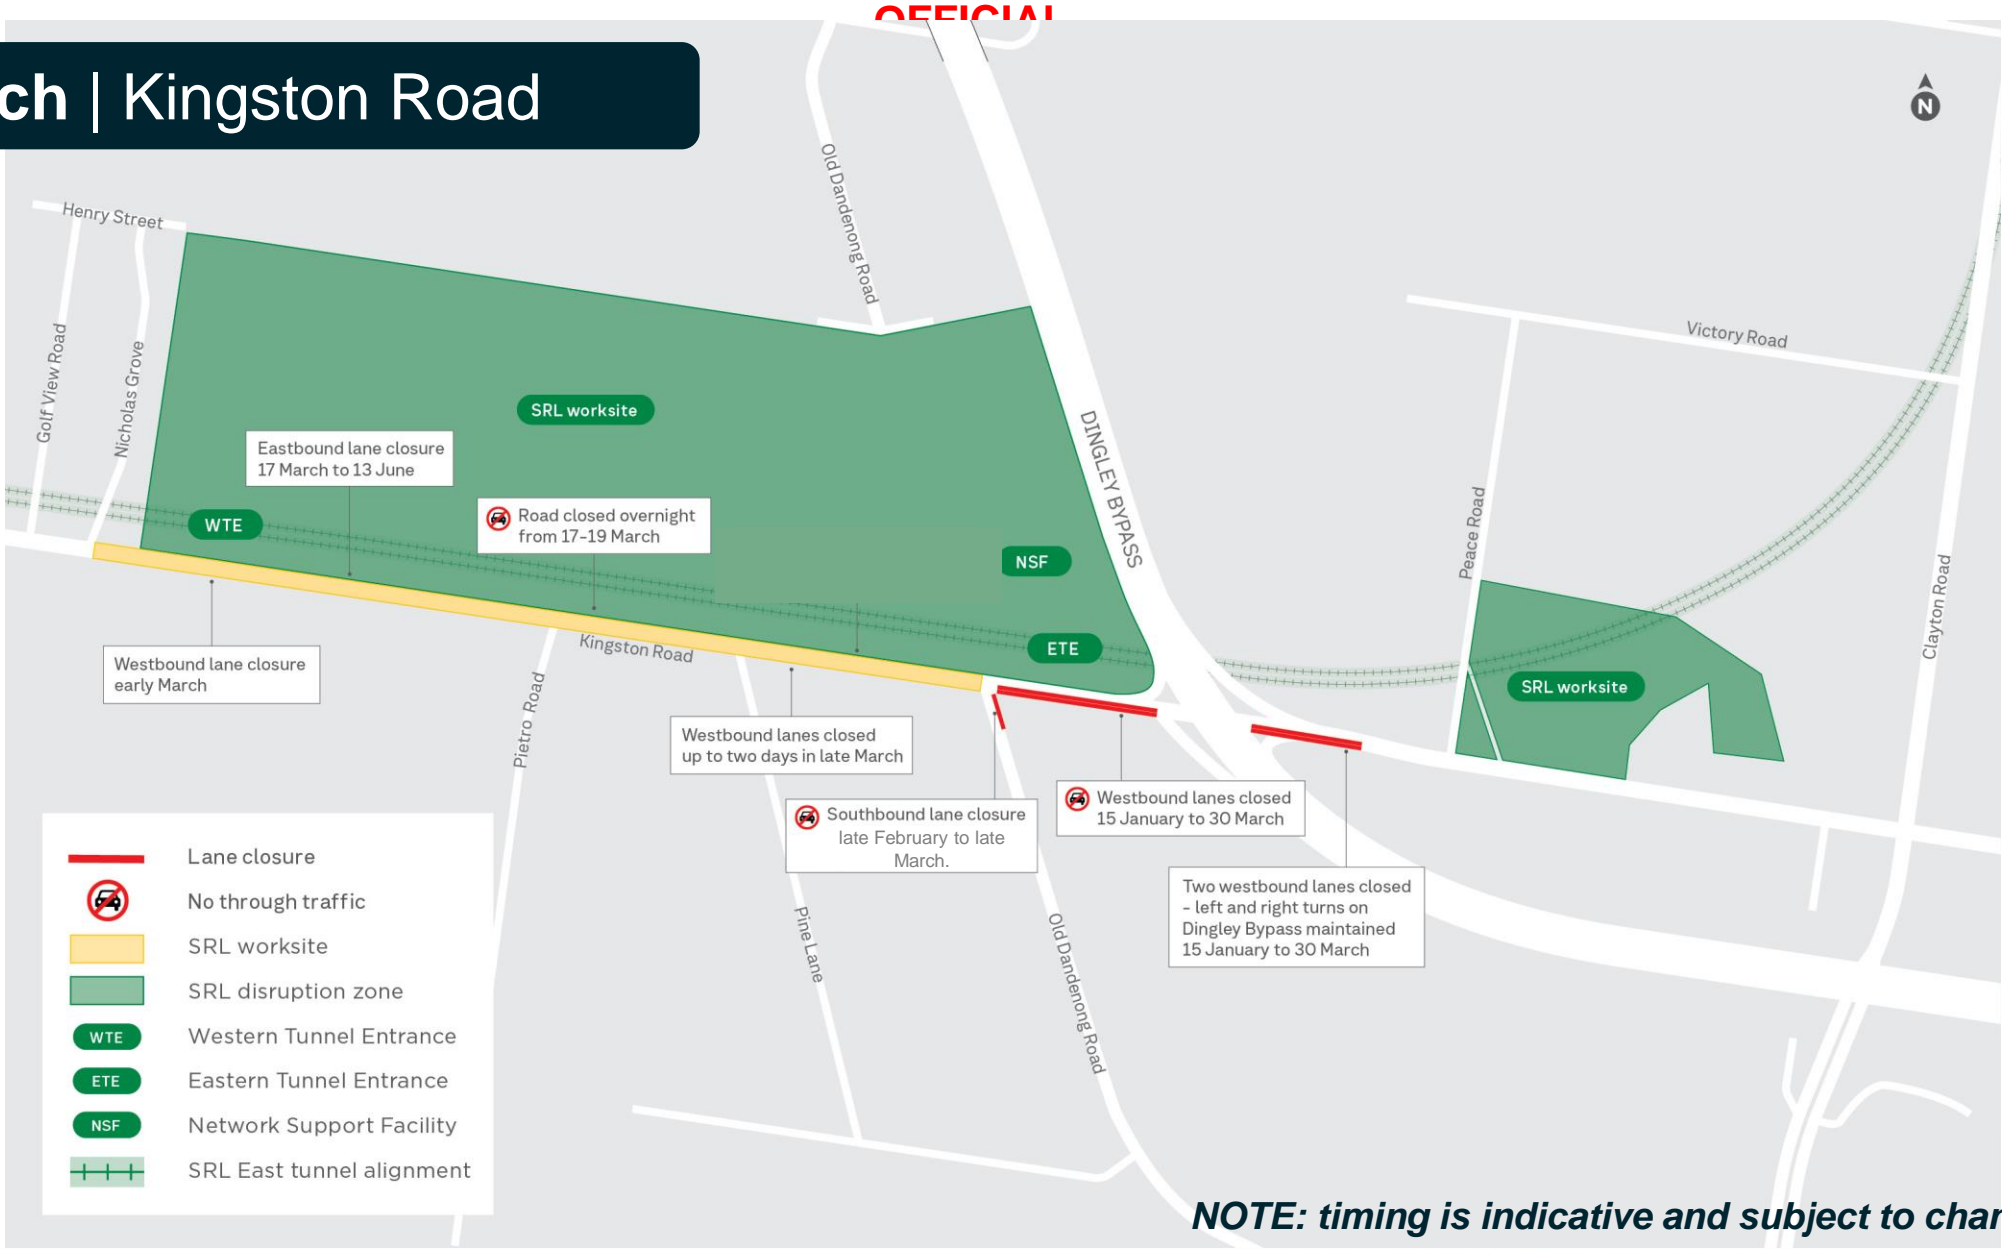 OFFICIAL
ch | Kingston Road
N
Henry Street
Golf View Road
Nicholas Grove
Old Dandenong Road
DINGLEY BYPASS
Victory Road
Peace Road
Clayton Road
SRL worksite
Eastbound lane closure
17 March to 13 June
WTE
Road closed overnight
from 17-19 March
NSF
ETE
Kingston Road
SRL worksite
Westbound lane closure
early March
Pietro Road
Westbound lanes closed
up to two days in late March
Southbound lane closure
late February to late
March.
Westbound lanes closed
15 January to 30 March
Two westbound lanes closed
- left and right turns on
Dingley Bypass maintained
15 January to 30 March
Pine Lane
Old Dandenong Road
Lane closure
No through traffic
SRL worksite
SRL disruption zone
WTE Western Tunnel Entrance
ETE Eastern Tunnel Entrance
NSF Network Support Facility
SRL East tunnel alignment
NOTE: timing is indicative and subject to char